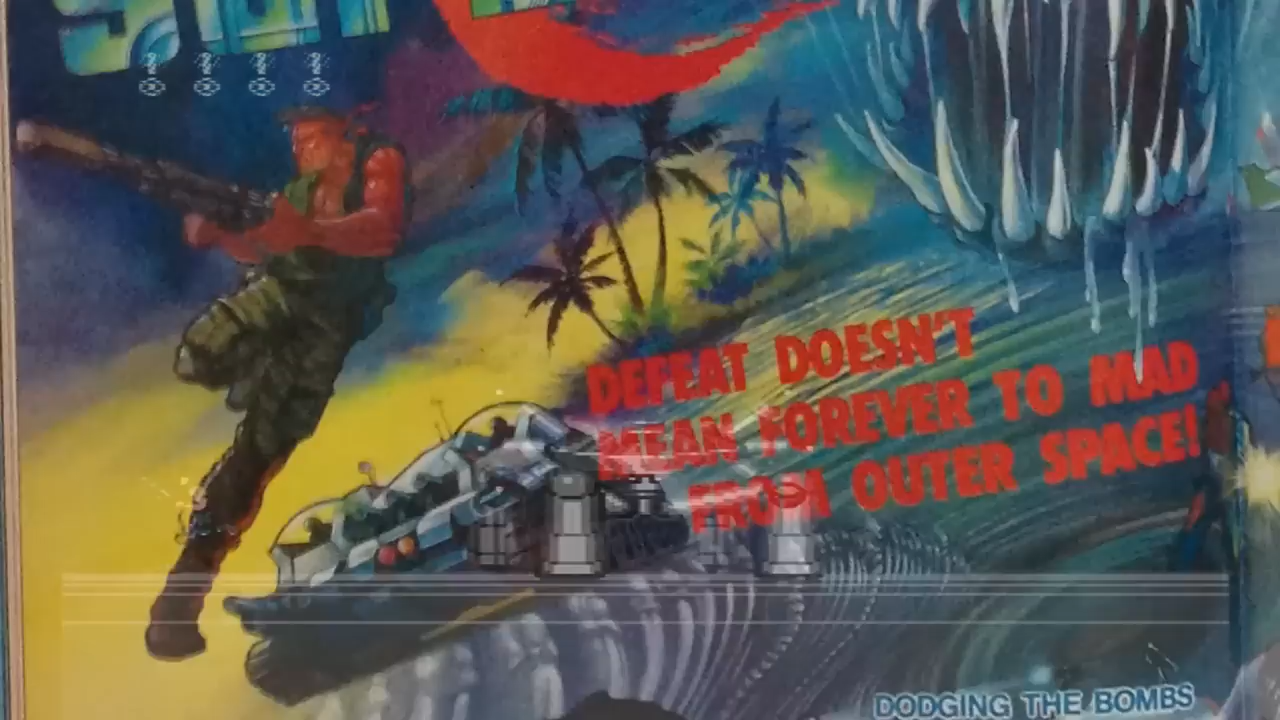 DEFEAT DOESN'T
MEAN FOREVER TO MAD
FROM OUTER SPACE!
DODGING THE BOMBS